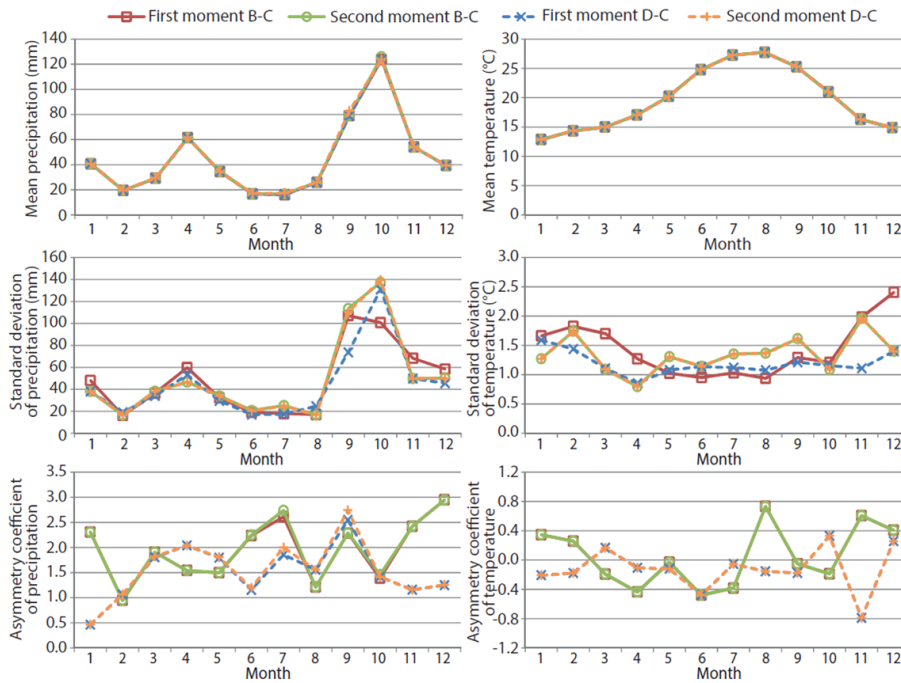 First moment B-C Second moment B-C First moment D-C Second moment D-C
Mean precipitation (mm)
140
120
100
80
60
40
20
0
1 2 3 4 5 6 7 8 9 10 11 12
Month
Mean temperature (°C)
30
25
20
15
10
5
0
1 2 3 4 5 6 7 8 9 10 11 12
Month
Standard deviation
of precipitation (mm)
160
140
120
100
80
60
40
20
0
1 2 3 4 5 6 7 8 9 10 11 12
Month
Standard deviation
of temperature (°C)
3.0
2.5
2.0
1.5
1.0
0.5
0.0
1 2 3 4 5 6 7 8 9 10 11 12
Month
Asymmetry coefficient
of precipitation
3.5
3.0
2.5
2.0
1.5
1.0
0.5
0.0
1 2 3 4 5 6 7 8 9 10 11 12
Month
Asymmetry coefficient
of temperature
1.2
0.8
0.4
0.0
-0.4
-0.8
-1.2
1 2 3 4 5 6 7 8 9 10 11 12
Month